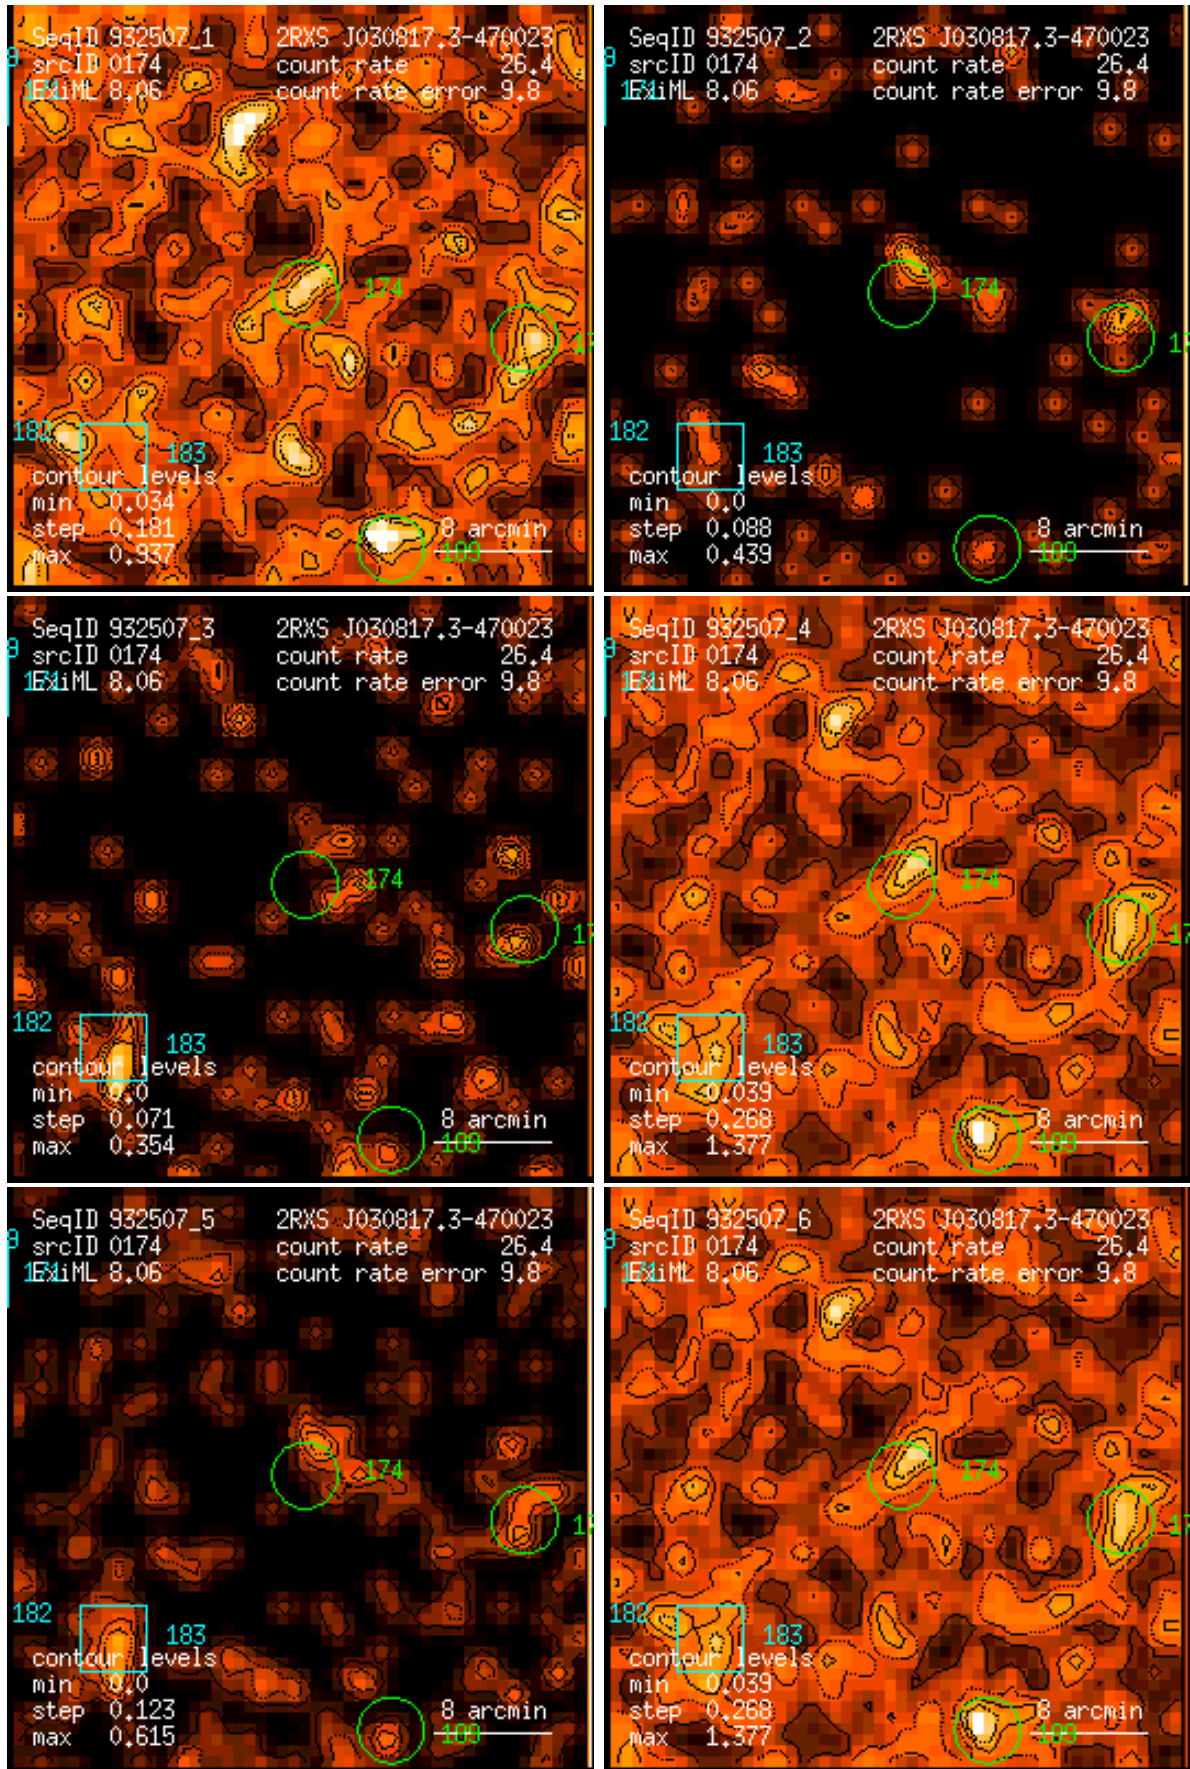 SeqID 932507_1 2RXS J030817.3-470023
9 srcID 0174 count rate 26.4
ExiML 8.06 count rate error 9.8
174
182
183
contour levels
min 0.034
step 0.181 8 arcmin
max 0.937
SeqID 932507_2 2RXS J030817.3-470023
9 srcID 0174 count rate 26.4
ExiML 8.06 count rate error 9.8
174
182
183
contour levels
min 0.0
step 0.088 8 arcmin
max 0.439
SeqID 932507_3 2RXS J030817.3-470023
9 srcID 0174 count rate 26.4
ExiML 8.06 count rate error 9.8
174
182
183
contour levels
min 0.0
step 0.071 8 arcmin
max 0.354
SeqID 932507_4 2RXS J030817.3-470023
9 srcID 0174 count rate 26.4
ExiML 8.06 count rate error 9.8
174
182
183
contour levels
min 0.039
step 0.268 8 arcmin
max 1.377
SeqID 932507_5 2RXS J030817.3-470023
9 srcID 0174 count rate 26.4
ExiML 8.06 count rate error 9.8
174
182
183
contour levels
min 0.0
step 0.123 8 arcmin
max 0.615
SeqID 932507_6 2RXS J030817.3-470023
9 srcID 0174 count rate 26.4
ExiML 8.06 count rate error 9.8
174
182
183
contour levels
min 0.039
step 0.268 8 arcmin
max 1.377